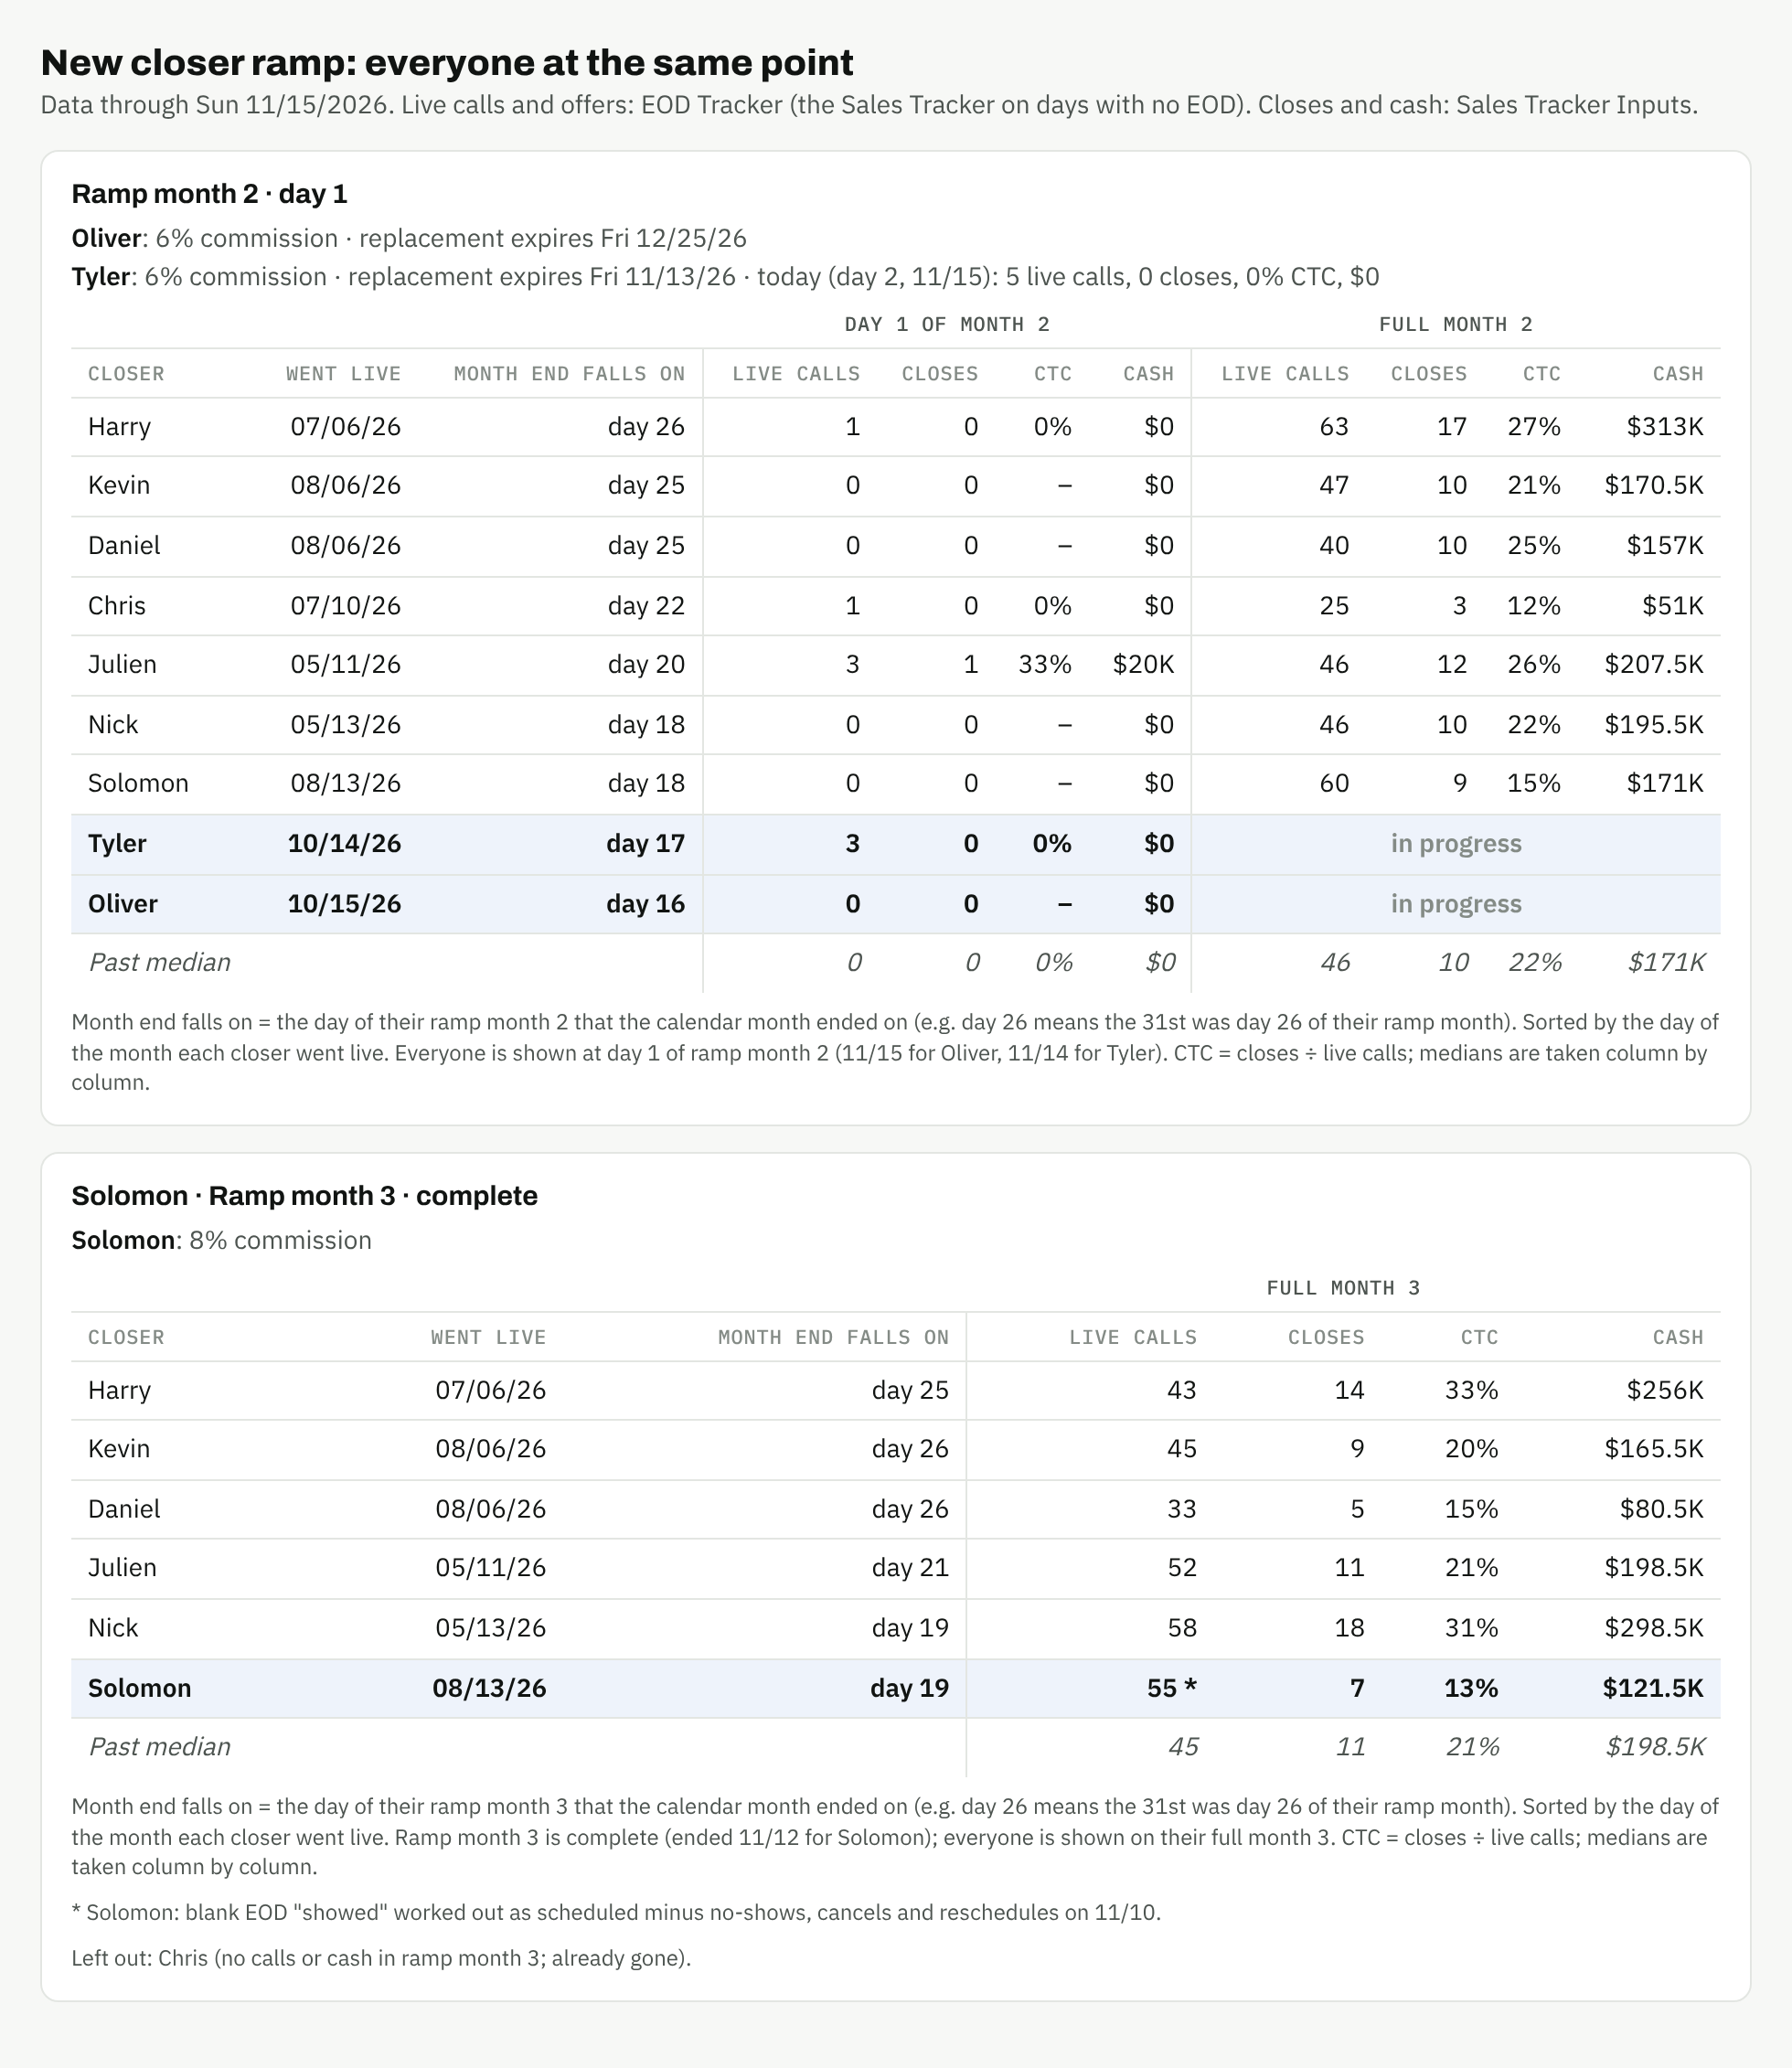 New closer ramp: everyone at the same point
Data through Sun 11/15/2026. Live calls and offers: EOD Tracker (the Sales Tracker on days with no EOD). Closes and cash: Sales Tracker Inputs.
Ramp month 2 · day 1
Oliver: 6% commission · replacement expires Fri 12/25/26
Tyler: 6% commission · replacement expires Fri 11/13/26 · today (day 2, 11/15): 5 live calls, 0 closes, 0% CTC, $0
DAY 1 OF MONTH 2 FULL MONTH 2
CLOSER WENT LIVE MONTH END FALLS ON LIVE CALLS CLOSES CTC CASH LIVE CALLS CLOSES CTC CASH
Harry 07/06/26 day 26 1 0 0% $0 63 17 27% $313K
Kevin 08/06/26 day 25 0 0 – $0 47 10 21% $170.5K
Daniel 08/06/26 day 25 0 0 – $0 40 10 25% $157K
Chris 07/10/26 day 22 1 0 0% $0 25 3 12% $51K
Julien 05/11/26 day 20 3 1 33% $20K 46 12 26% $207.5K
Nick 05/13/26 day 18 0 0 – $0 46 10 22% $195.5K
Solomon 08/13/26 day 18 0 0 – $0 60 9 15% $171K
Tyler 10/14/26 day 17 3 0 0% $0 in progress
Oliver 10/15/26 day 16 0 0 – $0 in progress
Past median 0 0 0% $0 46 10 22% $171K
Month end falls on = the day of their ramp month 2 that the calendar month ended on (e.g. day 26 means the 31st was day 26 of their ramp month). Sorted by the day of
the month each closer went live. Everyone is shown at day 1 of ramp month 2 (11/15 for Oliver, 11/14 for Tyler). CTC = closes ÷ live calls; medians are taken column by
column.
Solomon · Ramp month 3 · complete
Solomon: 8% commission
FULL MONTH 3
CLOSER WENT LIVE MONTH END FALLS ON LIVE CALLS CLOSES CTC CASH
Harry 07/06/26 day 25 43 14 33% $256K
Kevin 08/06/26 day 26 45 9 20% $165.5K
Daniel 08/06/26 day 26 33 5 15% $80.5K
Julien 05/11/26 day 21 52 11 21% $198.5K
Nick 05/13/26 day 19 58 18 31% $298.5K
Solomon 08/13/26 day 19 55 * 7 13% $121.5K
Past median 45 11 21% $198.5K
Month end falls on = the day of their ramp month 3 that the calendar month ended on (e.g. day 26 means the 31st was day 26 of their ramp month). Sorted by the day of
the month each closer went live. Ramp month 3 is complete (ended 11/12 for Solomon); everyone is shown on their full month 3. CTC = closes ÷ live calls; medians are
taken column by column.
* Solomon: blank EOD "showed" worked out as scheduled minus no-shows, cancels and reschedules on 11/10.
Left out: Chris (no calls or cash in ramp month 3; already gone).